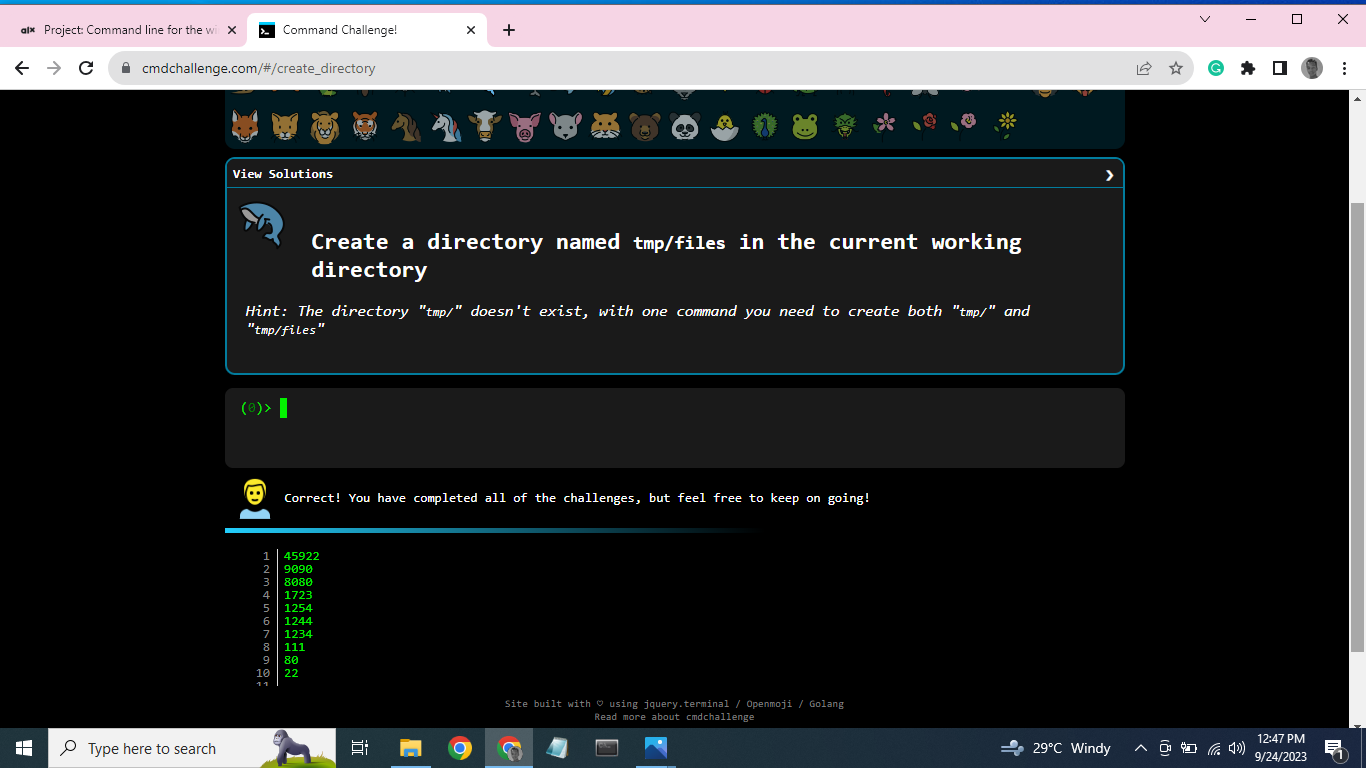 alx Project: Command line for the wi
Command Challenge!
cmdchallenge.com/#/create_directory
View Solutions
Create a directory named tmp/files in the current working
directory
Hint: The directory "tmp/" doesn't exist, with one command you need to create both "tmp/" and
"tmp/files"
(0)>
Correct! You have completed all of the challenges, but feel free to keep on going!
1 45922
2 9090
3 8080
4 1723
5 1254
6 1244
7 1234
8 111
9 80
10 22
11
Site built with ♡ using jquery.terminal / Openmoji / Golang
Read more about cmdchallenge
Type here to search
29°C Windy
12:47 PM
9/24/2023
1